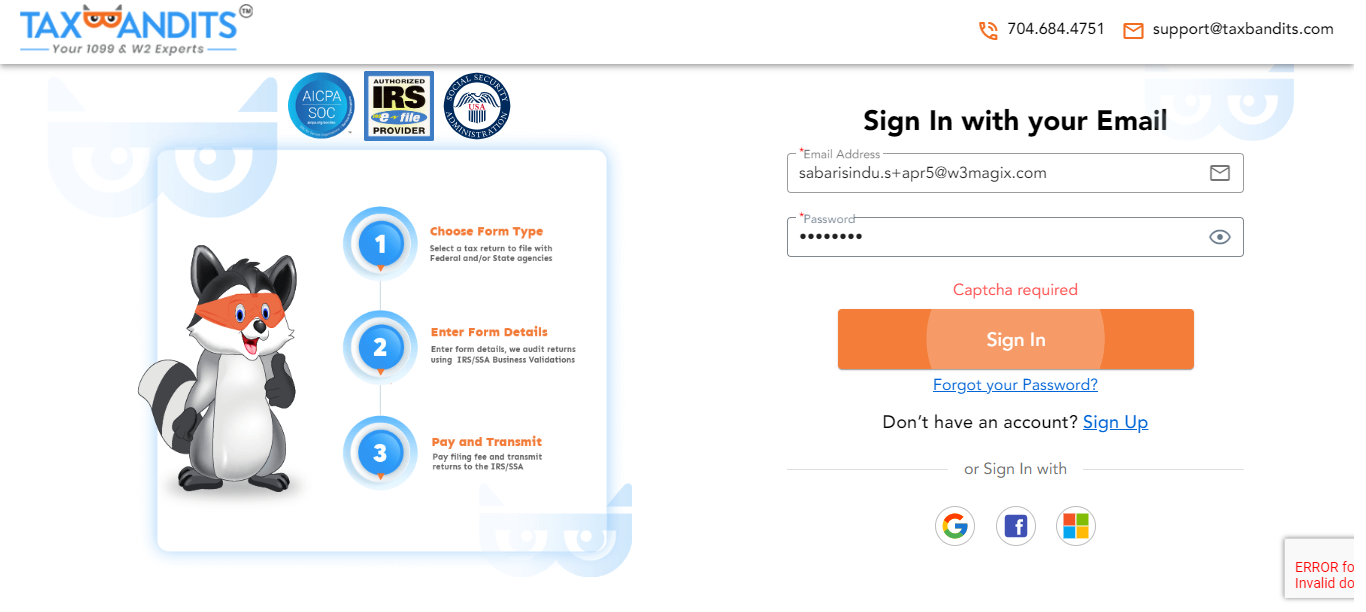 TAXBANDITS TM
Your 1099 & W2 Experts
704.684.4751
support@taxbandits.com
AICPA
SOC
AUTHORIZED
IRS
e-file
PROVIDER
SOCIAL SECURITY
USA
ADMINISTRATION
1
Choose Form Type
Select a tax return to file with
Federal and/or State agencies
2
Enter Form Details
Enter form details, we audit returns
using IRS/SSA Business Validations
3
Pay and Transmit
Pay filing fee and transmit
returns to the IRS/SSA
Sign In with your Email
*Email Address
sabarisindu.s+apr5@w3magix.com
*Password
••••••••
Captcha required
Sign In
Forgot your Password?
Don't have an account? Sign Up
or Sign In with
ERROR fo
Invalid do